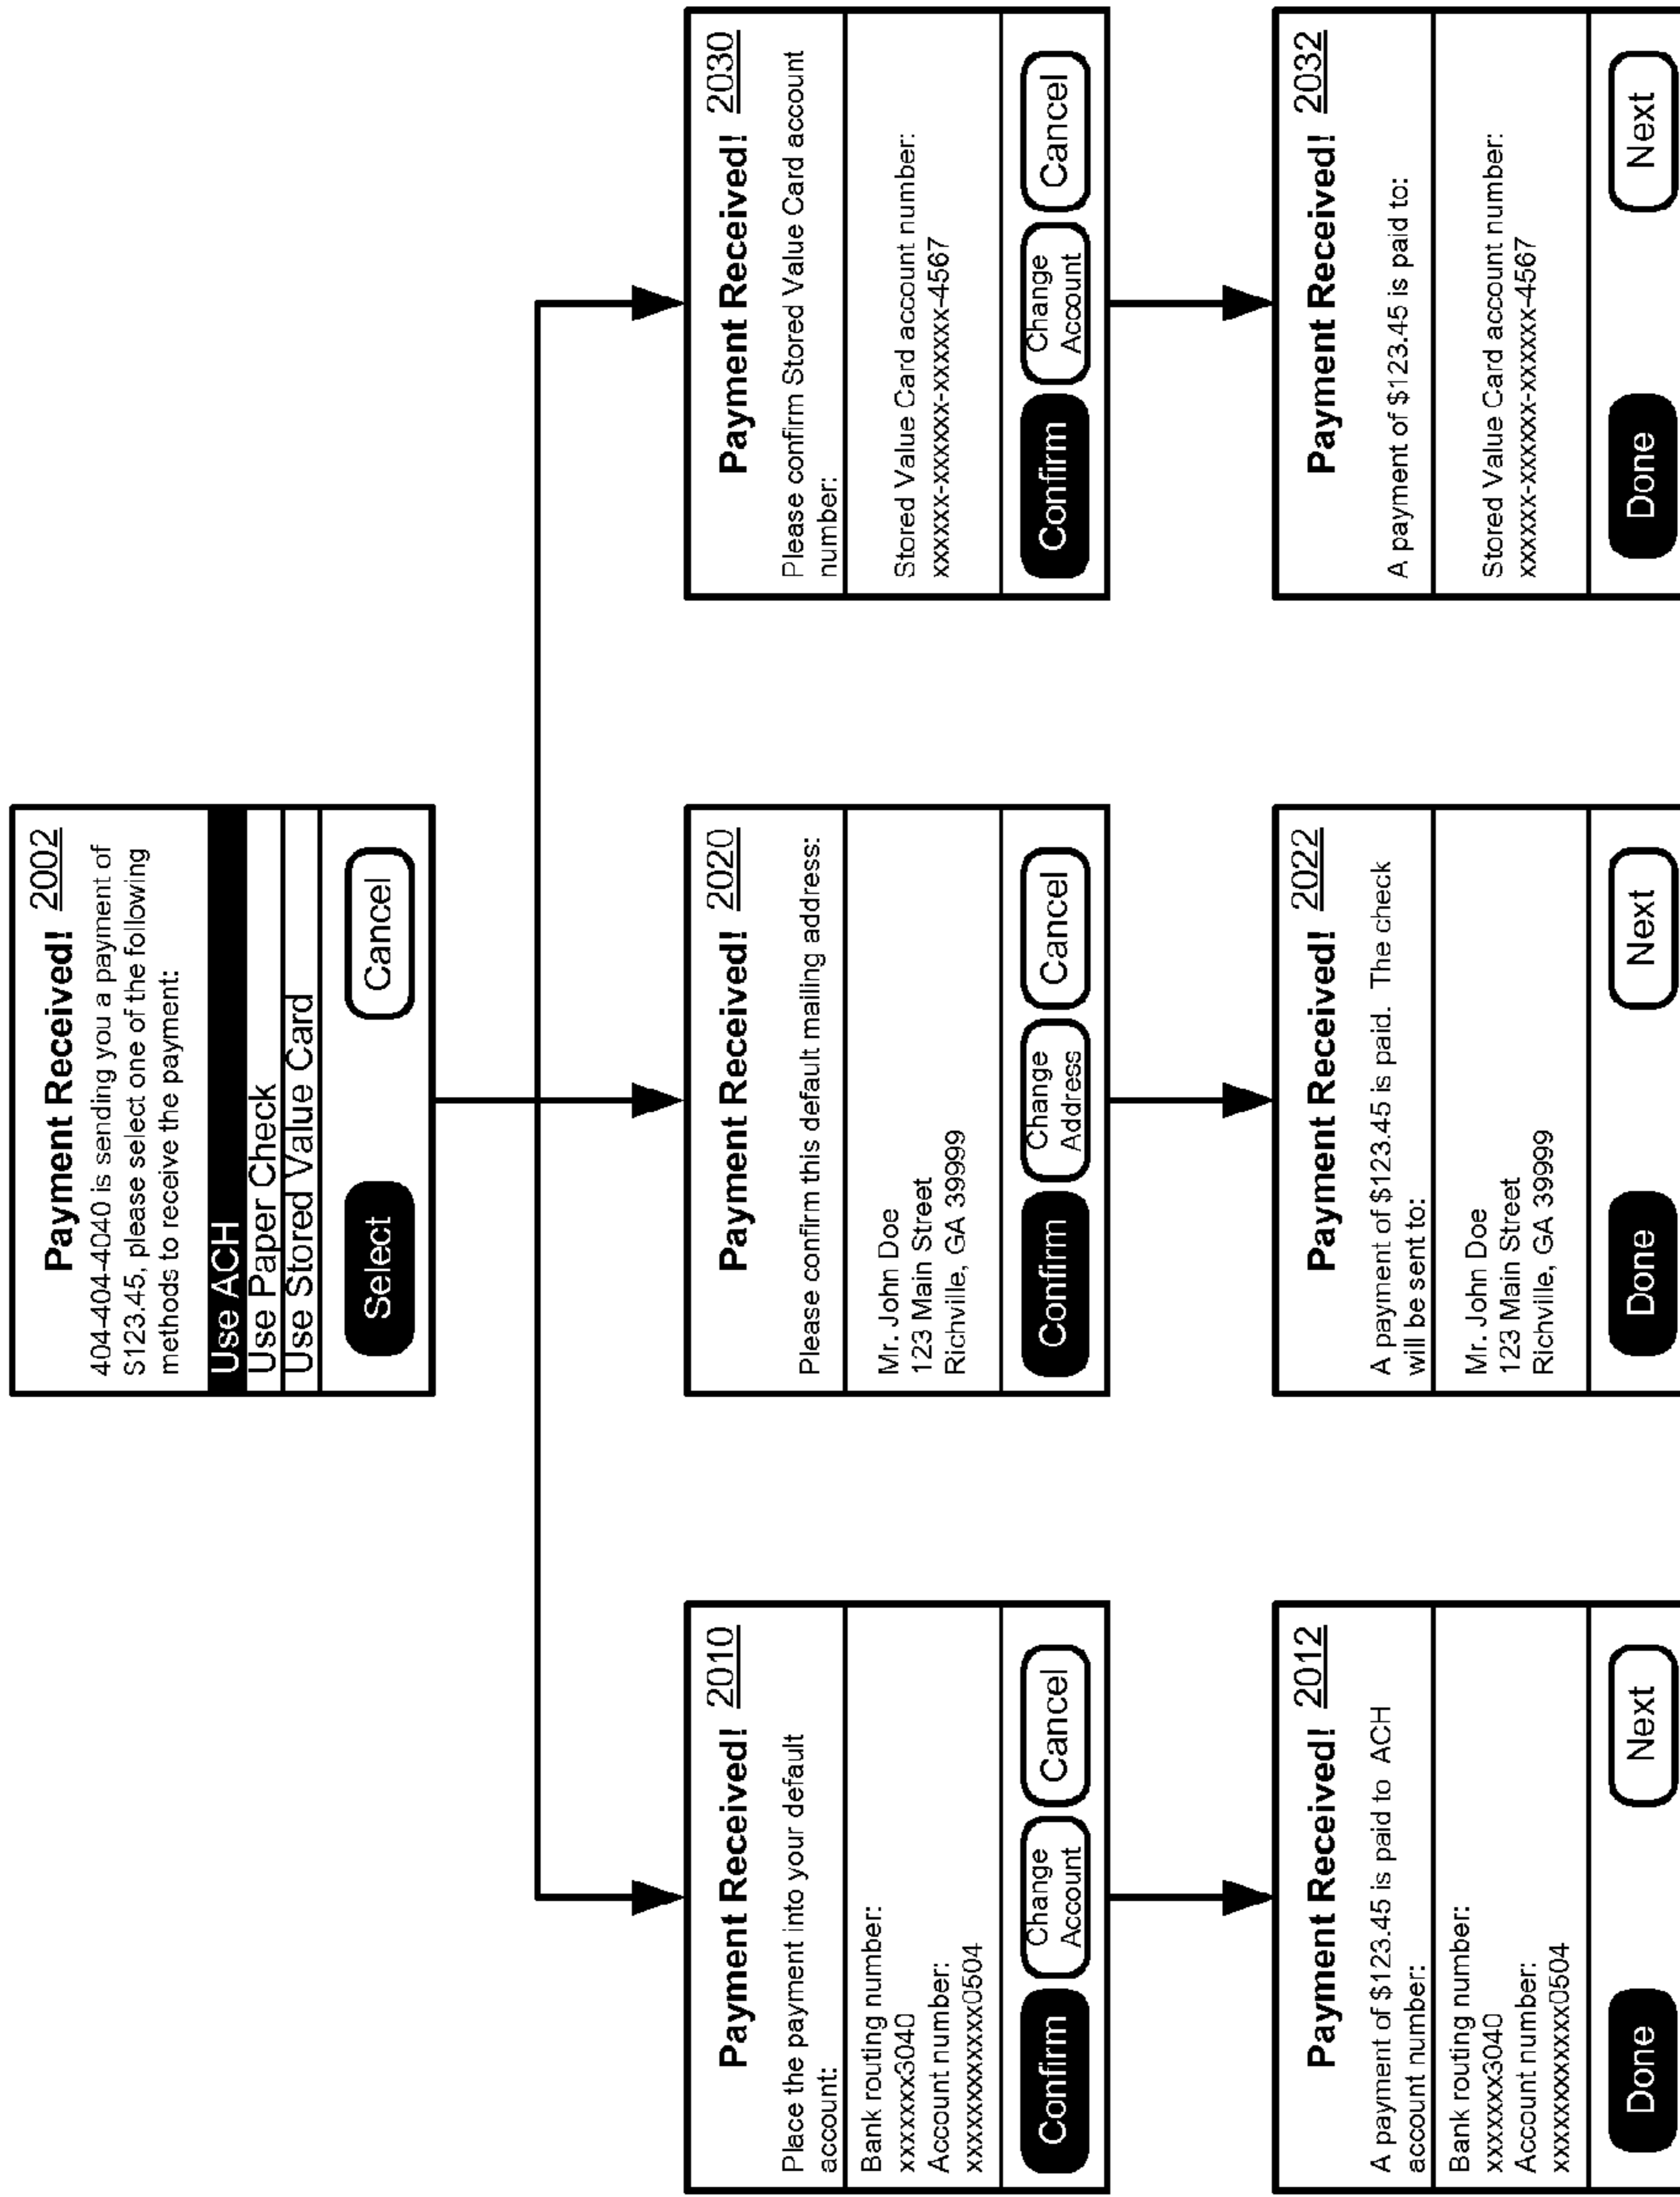 Payment Received! 2002
404-404-4040 is sending you a payment of
$123.45, please select one of the following
methods to receive the payment:
Use ACH
Use Paper Check
Use Stored Value Card
Select
Cancel
Payment Received! 2010
Place the payment into your default
account:
Bank routing number:
xxxxxxx3040
Account number:
xxxxxxxxxxxxx0504
Confirm
Change
Account
Cancel
Payment Received! 2020
Please confirm this default mailing address:
Mr. John Doe
123 Main Street
Richville, GA 39999
Confirm
Change
Address
Cancel
Payment Received! 2030
Please confirm Stored Value Card account
number:
Stored Value Card account number:
xxxxxx-xxxxxx-xxxxxx-4567
Confirm
Change
Account
Cancel
Payment Received! 2012
A payment of $123.45 is paid to ACH
account number:
Bank routing number:
xxxxxxx3040
Account number:
xxxxxxxxxxxxx0504
Done
Next
Payment Received! 2022
A payment of $123.45 is paid. The check
will be sent to:
Mr. John Doe
123 Main Street
Richville, GA 39999
Done
Next
Payment Received! 2032
A payment of $123.45 is paid to:
Stored Value Card account number:
xxxxxx-xxxxxx-xxxxxx-4567
Done
Next